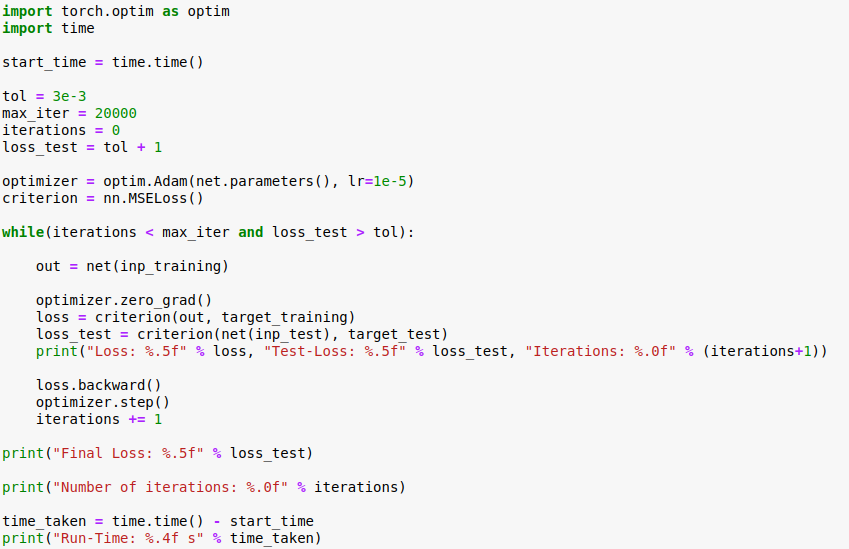 import torch.optim as optim
import time
start_time = time.time()
tol = 3e-3
max_iter = 20000
iterations = 0
loss_test = tol + 1
optimizer = optim.Adam(net.parameters(), lr=1e-5)
criterion = nn.MSELoss()
while(iterations < max_iter and loss_test > tol):
    out = net(inp_training)
    optimizer.zero_grad()
    loss = criterion(out, target_training)
    loss_test = criterion(net(inp_test), target_test)
    print("Loss: %.5f" % loss, "Test-Loss: %.5f" % loss_test, "Iterations: %.0f" % (iterations+1))
    loss.backward()
    optimizer.step()
    iterations += 1
print("Final Loss: %.5f" % loss_test)
print("Number of iterations: %.0f" % iterations)
time_taken = time.time() - start_time
print("Run-Time: %.4f s" % time_taken)